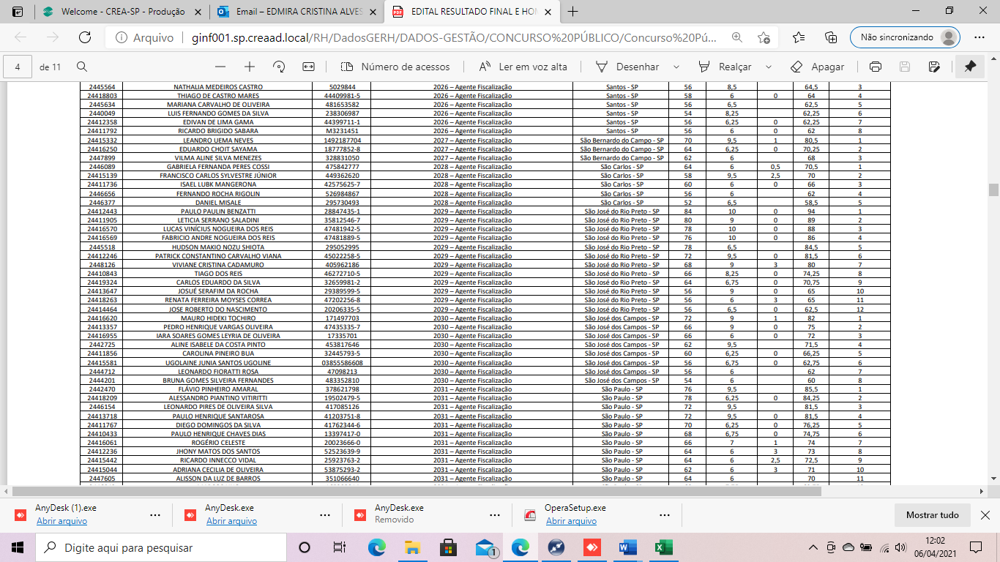 Welcome - CREA-SP - Produção
Email – EDMIRA CRISTINA ALVES
EDITAL RESULTADO FINAL E HOM
Arquivo ginf001.sp.creaad.local/RH/DadosGERH/DADOS-GESTÃO/CONCURSO%20PÚBLICO/Concurso%20Pú... Não sincronizando
4 de 11 Número de acessos Ler em voz alta Desenhar Realçar Apagar
2445564 NATHALIA MEDEIROS CASTRO 5029844 2026 – Agente Fiscalização Santos - SP 56 8,5 64,5 3
24418803 THIAGO DE CASTRO MARES 44409981-5 2026 – Agente Fiscalização Santos - SP 58 6 0 64 4
2445634 MARIANA CARVALHO DE OLIVEIRA 481653582 2026 – Agente Fiscalização Santos - SP 56 6,5 62,5 5
2440049 LUIS FERNANDO GOMES DA SILVA 238306987 2026 – Agente Fiscalização Santos - SP 54 8,25 62,25 6
24412358 EDIVAN DE LIMA GAMA 44399711-1 2026 – Agente Fiscalização Santos - SP 56 6,25 0 62,25 7
24411792 RICARDO BRIGIDO SABARA M3231451 2026 – Agente Fiscalização Santos - SP 56 6 0 62 8
24415332 LEANDRO UEMA NEVES 1492187704 2027 – Agente Fiscalização São Bernardo do Campo - SP 70 9,5 1 80,5 1
24416250 EDUARDO CHOIT SAYAMA 18777852-8 2027 – Agente Fiscalização São Bernardo do Campo - SP 64 6,25 0 70,25 2
2447899 VILMA ALINE SILVA MENEZES 328831050 2027 – Agente Fiscalização São Bernardo do Campo - SP 62 6 68 3
2446089 GABRIELA FERNANDA PERES COSSI 475842777 2028 – Agente Fiscalização São Carlos - SP 64 6 0,5 70,5 1
24415139 FRANCISCO CARLOS SYLVESTRE JÚNIOR 449362620 2028 – Agente Fiscalização São Carlos - SP 58 9,5 2,5 70 2
24411736 ISAEL LUBK MANGERONA 42575625-7 2028 – Agente Fiscalização São Carlos - SP 60 6 0 66 3
2446656 FERNANDO ROCHA RIGOLIN 526984867 2028 – Agente Fiscalização São Carlos - SP 56 6 62 4
2446377 DANIEL MISALE 295730493 2028 – Agente Fiscalização São Carlos - SP 52 6,5 58,5 5
24412443 PAULO PAULIN BENZATTI 28847435-1 2029 – Agente Fiscalização São José do Rio Preto - SP 84 10 0 94 1
24411905 LETICIA SERRANO SALADINI 35812546-7 2029 – Agente Fiscalização São José do Rio Preto - SP 80 9 0 89 2
24416570 LUCAS VINÍCIUS NOGUEIRA DOS REIS 47481942-5 2029 – Agente Fiscalização São José do Rio Preto - SP 78 10 0 88 3
24416569 FABRICIO ANDRE NOGUEIRA DOS REIS 47481889-5 2029 – Agente Fiscalização São José do Rio Preto - SP 76 10 0 86 4
2445518 HUDSON MAKIO NOZU SHIOTA 295052995 2029 – Agente Fiscalização São José do Rio Preto - SP 78 6,5 84,5 5
24412246 PATRICK CONSTANTINO CARVALHO VIANA 45022258-5 2029 – Agente Fiscalização São José do Rio Preto - SP 72 9,5 0 81,5 6
2448126 VIVIANE CRISTINA CADAMURO 405962186 2029 – Agente Fiscalização São José do Rio Preto - SP 68 9 3 80 7
24410843 TIAGO DOS REIS 46272710-5 2029 – Agente Fiscalização São José do Rio Preto - SP 66 8,25 0 74,25 8
24419324 CARLOS EDUARDO DA SILVA 32659981-2 2029 – Agente Fiscalização São José do Rio Preto - SP 64 6,75 0 70,75 9
24413647 JOSUÉ SERAFIM DA ROCHA 29389599-5 2029 – Agente Fiscalização São José do Rio Preto - SP 56 9 0 65 10
24418263 RENATA FERREIRA MOYSES CORREA 47202256-8 2029 – Agente Fiscalização São José do Rio Preto - SP 56 6 3 65 11
24414464 JOSE ROBERTO DO NASCIMENTO 20206335-5 2029 – Agente Fiscalização São José do Rio Preto - SP 56 6,5 0 62,5 12
24416620 MAURO HIDEKI TOCHIRO 171497703 2030 – Agente Fiscalização São José dos Campos - SP 72 9 1 82 1
24413357 PEDRO HENRIQUE VARGAS OLIVEIRA 47435335-7 2030 – Agente Fiscalização São José dos Campos - SP 66 9 0 75 2
24416955 IARA SOARES GOMES LEYRIA DE OLIVEIRA 17335701 2030 – Agente Fiscalização São José dos Campos - SP 66 6 0 72 3
2442725 ALINE ISABELE DA COSTA PINTO 453817646 2030 – Agente Fiscalização São José dos Campos - SP 62 9,5 71,5 4
24411856 CAROLINA PINEIRO BUA 32445793-5 2030 – Agente Fiscalização São José dos Campos - SP 60 6,25 0 66,25 5
24415581 UGOLAINE JUNIA SANTOS UGOLINE 03855586608 2030 – Agente Fiscalização São José dos Campos - SP 56 6,75 0 62,75 6
2444712 LEONARDO FIORATTI ROSA 47098213 2030 – Agente Fiscalização São José dos Campos - SP 56 6 62 7
2444201 BRUNA GOMES SILVEIRA FERNANDES 483352810 2030 – Agente Fiscalização São José dos Campos - SP 54 6 60 8
2442470 FLÁVIO PINHEIRO AMARAL 378621798 2031 – Agente Fiscalização São Paulo - SP 76 9,5 85,5 1
24418209 ALESSANDRO PIANTINO VITIRITTI 19502479-5 2031 – Agente Fiscalização São Paulo - SP 78 6,25 0 84,25 2
2446154 LEONARDO PIRES DE OLIVEIRA SILVA 417085126 2031 – Agente Fiscalização São Paulo - SP 72 9,5 81,5 3
24413718 PAULO HENRIQUE SANTAROSA 41203751-8 2031 – Agente Fiscalização São Paulo - SP 72 9,5 0 81,5 4
24411767 DIEGO DOMINGOS DA SILVA 41762344-6 2031 – Agente Fiscalização São Paulo - SP 70 6,25 0 76,25 5
24410433 PAULO HENRIQUE CHAVES DIAS 13397417-0 2031 – Agente Fiscalização São Paulo - SP 68 6,75 0 74,75 6
24416061 ROGÉRIO CELESTE 20023666-0 2031 – Agente Fiscalização São Paulo - SP 66 7 1 74 7
24412236 JHONY MATOS DOS SANTOS 52523639-9 2031 – Agente Fiscalização São Paulo - SP 64 6 3 73 8
24415442 RICARDO INNECCO VIDAL 25923763-2 2031 – Agente Fiscalização São Paulo - SP 64 6 2,5 72,5 9
24415044 ADRIANA CECILIA DE OLIVEIRA 53875293-2 2031 – Agente Fiscalização São Paulo - SP 62 6 3 71 10
2447605 ALISSON DA LUZ DE BARROS 351066640 2031 – Agente Fiscalização São Paulo - SP 64 6 70 11
AnyDesk (1).exe AnyDesk.exe AnyDesk.exe OperaSetup.exe
Abrir arquivo Abrir arquivo Removido Abrir arquivo Mostrar tudo
Digite aqui para pesquisar 1 12:02
06/04/2021